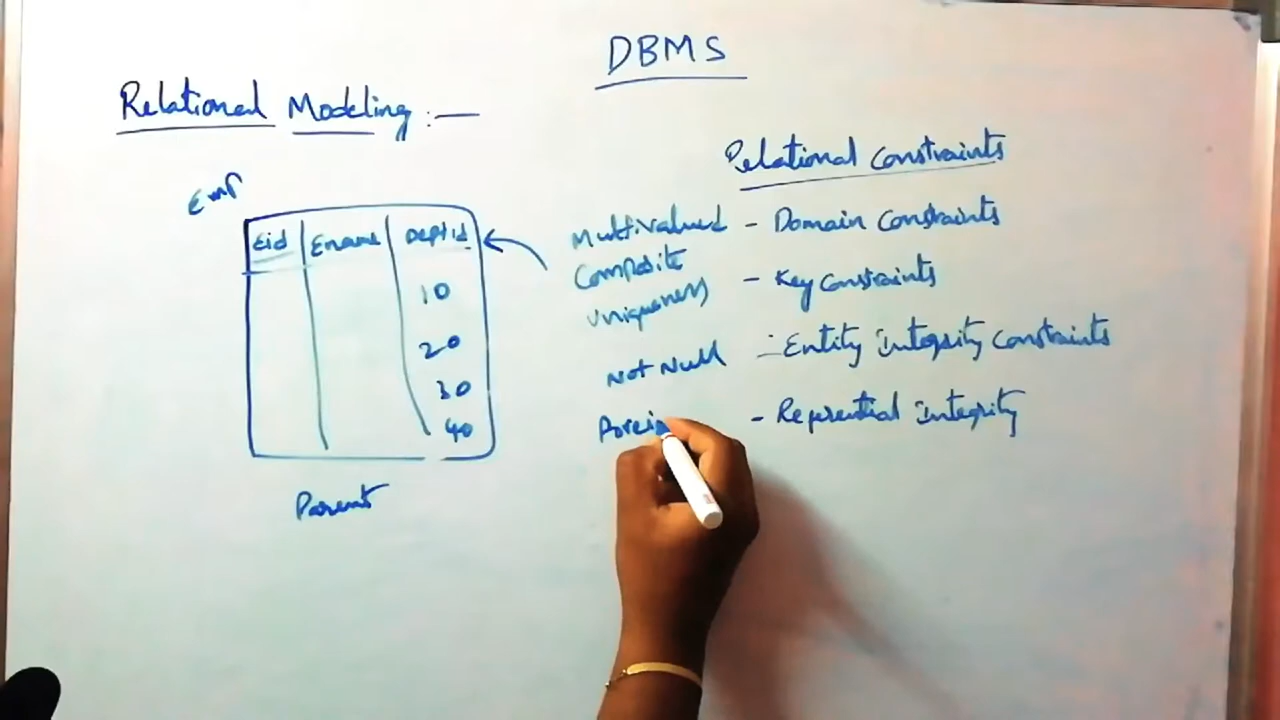 DBMS
Relational Modeling :—
Relational Constraints
Emp
Eid Ename Deptid
10
20
30
40
Parent
Multivalued - Domain Constraints
Composite
Uniqueness - Key Constraints
Not Null - Entity Integrity Constraints
Foreig - Referential integrity